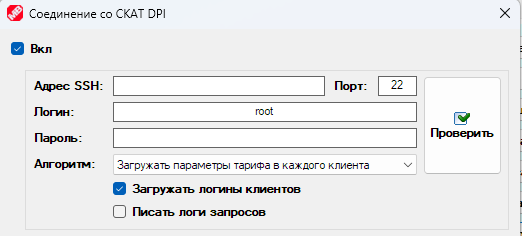 Соединение со СКАТ DPI
Вкл
Адрес SSH: Порт: 22
Логин: root
Пароль:
Проверить
Алгоритм: Загружать параметры тарифа в каждого клиента
Загружать логины клиентов
Писать логи запросов